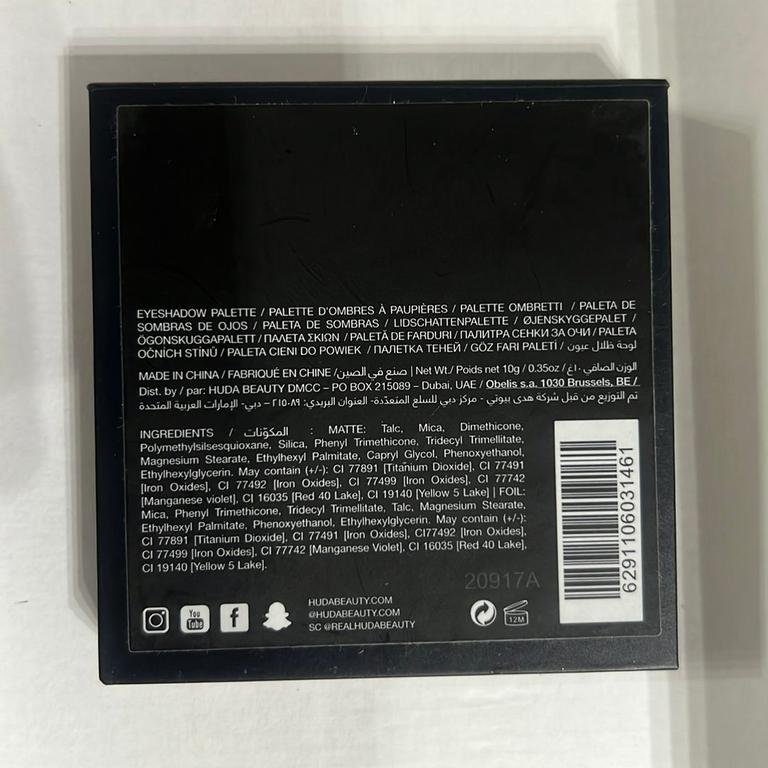 EYESHADOW PALETTE / PALETTE D'OMBRES À PAUPIÈRES / PALETTE OMBRETTI / PALETA DE
SOMBRAS DE OJOS / PALETA DE SOMBRAS / LIDSCHATTENPALETTE / ØJENSKYGGEPALET /
ÖGONSKUGGAPALETT / ΠΑΛΕΤΑ ΣΚΙΩΝ / PALETĂ DE FARDURI / ПАЛИТРА СЕНКИ ЗА ОЧИ / PALETA
OČNÍCH STÍNŮ / PALETA CIENI DO POWIEK / ПАЛЕТКА ТЕНЕЙ / GÖZ FARI PALETİ / لوحة ظلال عيون
MADE IN CHINA / FABRIQUÉ EN CHINE / صنع في الصين | Net Wt./ Poids net 10g / 0.35oz / الوزن الصافي ١٠غ
Dist. by / par: HUDA BEAUTY DMCC – PO BOX 215089 – Dubai, UAE / Obelis s.a. 1030 Brussels, BE /
تم التوزيع من قبل شركة هدى بيوتي - مركز دبي للسلع المتعدّدة- العنوان البريدي: ٢١٥٠٨٩ – دبي- الإمارات العربية المتحدة
INGREDIENTS / المكوّنات : MATTE: Talc, Mica, Dimethicone,
Polymethylsilsesquioxane, Silica, Phenyl Trimethicone, Tridecyl Trimellitate,
Magnesium Stearate, Ethylhexyl Palmitate, Capryl Glycol, Phenoxyethanol,
Ethylhexylglycerin. May contain (+/-): CI 77891 [Titanium Dioxide], CI 77491
[Iron Oxides], CI 77492 [Iron Oxides], CI 77499 [Iron Oxides], CI 77742
[Manganese violet], CI 16035 [Red 40 Lake], CI 19140 [Yellow 5 Lake] | FOIL:
Mica, Phenyl Trimethicone, Tridecyl Trimellitate, Talc, Magnesium Stearate,
Ethylhexyl Palmitate, Phenoxyethanol, Ethylhexylglycerin. May contain (+/-):
CI 77891 [Titanium Dioxide], CI 77491 [Iron Oxides], CI77492 [Iron Oxides],
CI 77499 [Iron Oxides], CI 77742 [Manganese Violet], CI 16035 [Red 40 Lake],
CI 19140 [Yellow 5 Lake].
6291106031461
20917A
You
Tube
HUDABEAUTY.COM
@HUDABEAUTY.COM
SC @REALHUDABEAUTY
12M